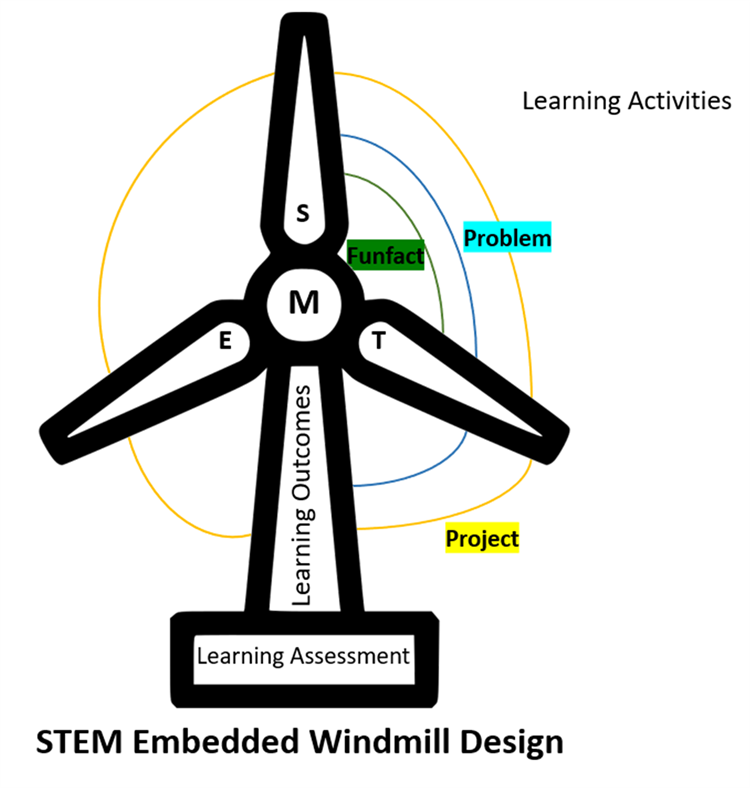 Learning Activities
S
Problem
Funfact
M
E
T
Learning Outcomes
Project
Learning Assessment
STEM Embedded Windmill Design